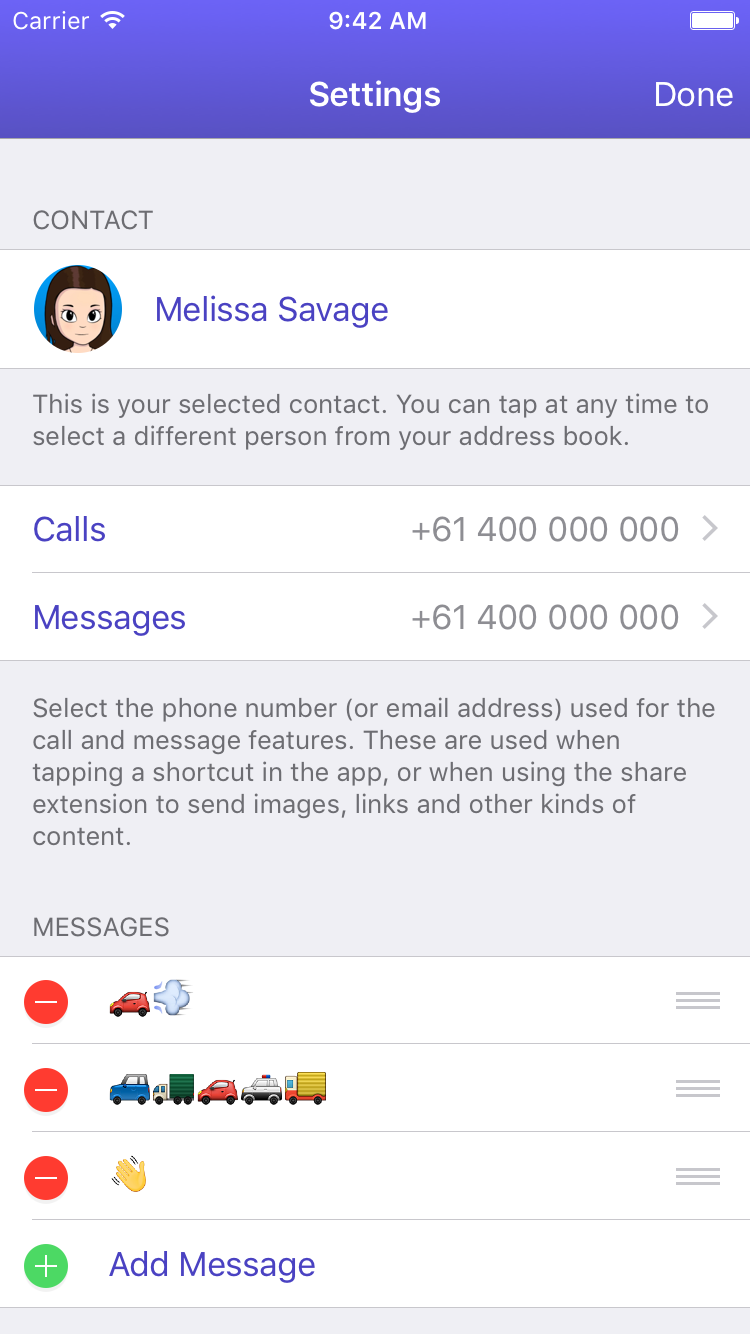 Carrier 9:42 AM
Settings Done
CONTACT
Melissa Savage
This is your selected contact. You can tap at any time to
select a different person from your address book.
Calls +61 400 000 000
Messages +61 400 000 000
Select the phone number (or email address) used for the
call and message features. These are used when
tapping a shortcut in the app, or when using the share
extension to send images, links and other kinds of
content.
MESSAGES
🚗💨
🚙🚛🚗🚓🚚
👋
Add Message